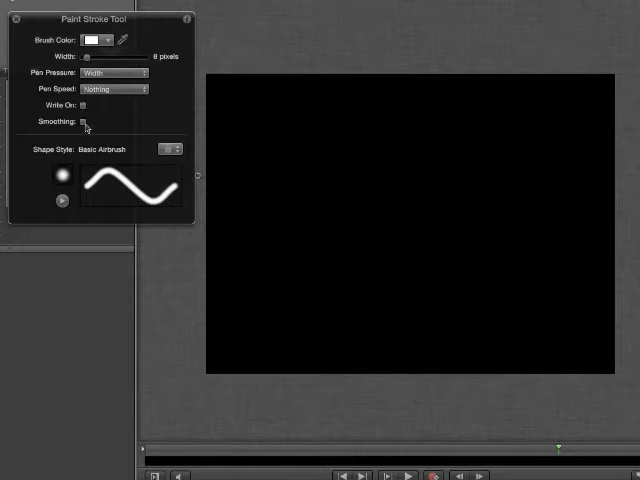 Paint Stroke Tool
Brush Color:
Width: 8 pixels
Pen Pressure: Width
Pen Speed: Nothing
Write On:
Smoothing:
Shape Style: Basic Airbrush